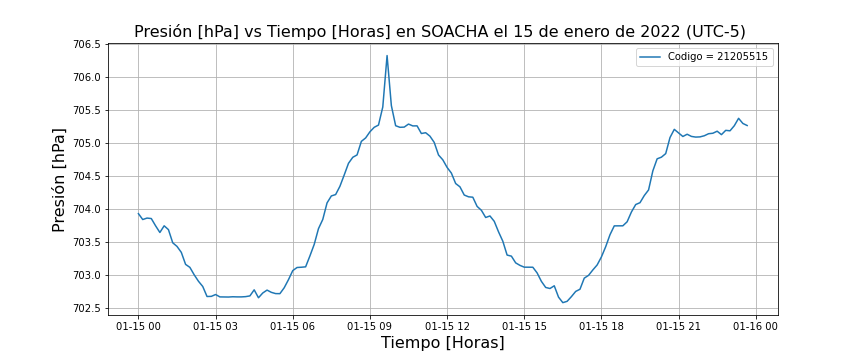 Presión [hPa] vs Tiempo [Horas] en SOACHA el 15 de enero de 2022 (UTC-5)
Codigo = 21205515
Presión [hPa]
706.5
706.0
705.5
705.0
704.5
704.0
703.5
703.0
702.5
01-15 00 01-15 03 01-15 06 01-15 09 01-15 12 01-15 15 01-15 18 01-15 21 01-16 00
Tiempo [Horas]